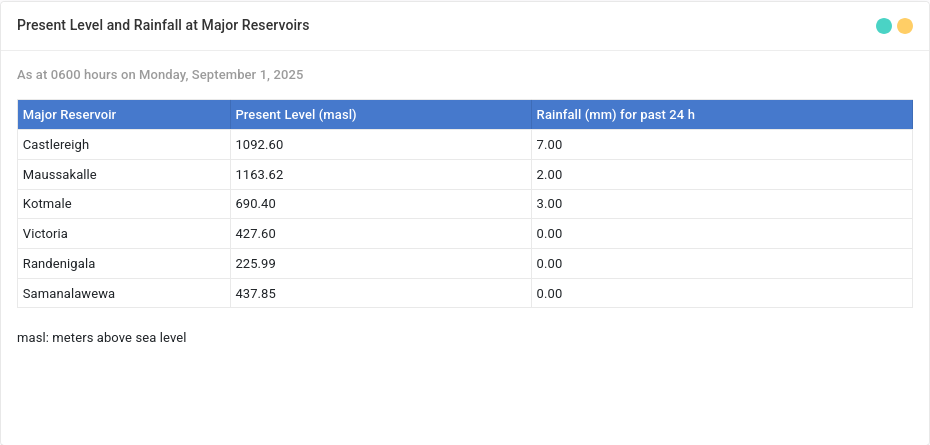 Present Level and Rainfall at Major Reservoirs
As at 0600 hours on Monday, September 1, 2025
Major Reservoir Present Level (masl) Rainfall (mm) for past 24 h
Castlereigh 1092.60 7.00
Maussakalle 1163.62 2.00
Kotmale 690.40 3.00
Victoria 427.60 0.00
Randenigala 225.99 0.00
Samanalawewa 437.85 0.00
masl: meters above sea level